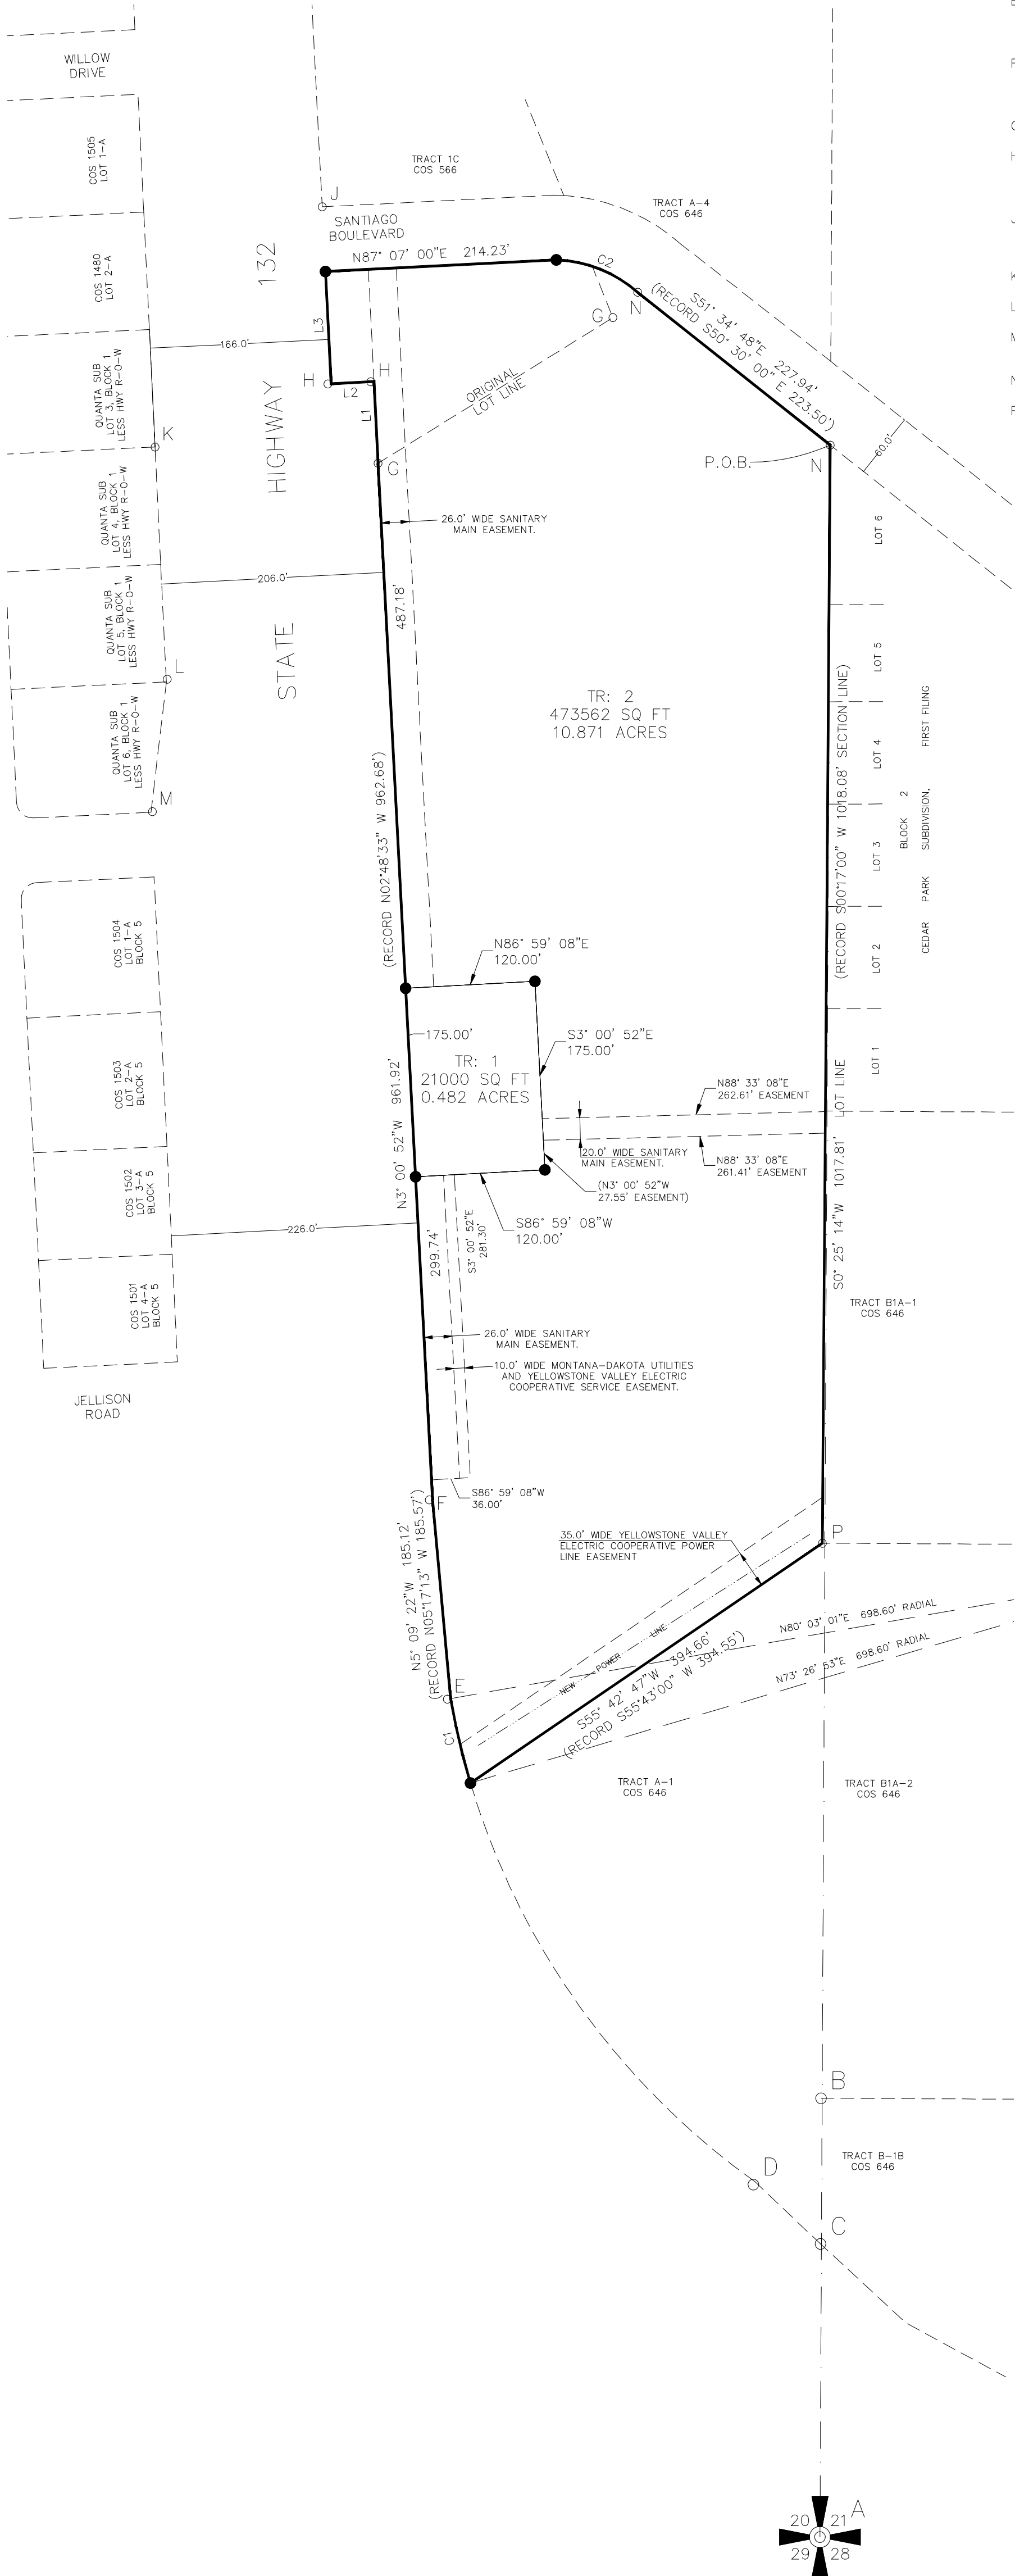 WILLOW
DRIVE
COS 1505
LOT 1-A
TRACT 1C
COS 566
J
SANTIAGO
BOULEVARD
TRACT A-4
COS 646
COS 1480
LOT 2-A
132
N87° 07' 00"E 214.23'
C2
N
G
S51° 34' 48"E 227.94'
(RECORD S50° 30' 00" E 223.50')
L3
166.0'
H
H
L2
L1
ORIGINAL
LOT LINE
QUANTA SUB
LOT 3, BLOCK 1
LESS HWY R-O-W
K
HIGHWAY
G
P.O.B.
N
60.0'
QUANTA SUB
LOT 4, BLOCK 1
LESS HWY R-O-W
26.0' WIDE SANITARY
MAIN EASEMENT.
LOT 6
206.0'
487.18'
QUANTA SUB
LOT 5, BLOCK 1
LESS HWY R-O-W
STATE
L
LOT 5
TR: 2
473562 SQ FT
10.871 ACRES
QUANTA SUB
LOT 6, BLOCK 1
LESS HWY R-O-W
M
LOT 4
(RECORD S00°17'00" W 1018.08' SECTION LINE)
BLOCK 2
CEDAR PARK SUBDIVISION, FIRST FILING
LOT 3
(RECORD N02°48'33" W 962.68')
COS 1504
LOT 1-A
BLOCK 5
N86° 59' 08"E
120.00'
LOT 2
175.00'
S3° 00' 52"E
175.00'
TR: 1
21000 SQ FT
0.482 ACRES
LOT 1
COS 1503
LOT 2-A
BLOCK 5
N3° 00' 52"W 961.92'
N88° 33' 08"E
262.61' EASEMENT
LOT LINE
20.0' WIDE SANITARY
MAIN EASEMENT.
N88° 33' 08"E
261.41' EASEMENT
(N3° 00' 52"W
27.55' EASEMENT)
COS 1502
LOT 3-A
BLOCK 5
S86° 59' 08"W
120.00'
226.0'
299.74'
S3° 00' 52"E
281.30'
S0° 25' 14"W 1017.81'
COS 1501
LOT 4-A
BLOCK 5
TRACT B1A-1
COS 646
26.0' WIDE SANITARY
MAIN EASEMENT.
10.0' WIDE MONTANA-DAKOTA UTILITIES
AND YELLOWSTONE VALLEY ELECTRIC
COOPERATIVE SERVICE EASEMENT.
JELLISON
ROAD
S86° 59' 08"W
36.00'
F
35.0' WIDE YELLOWSTONE VALLEY
ELECTRIC COOPERATIVE POWER
LINE EASEMENT
P
N5° 09' 22"W 185.12'
(RECORD N05°17'13" W 185.57')
N80° 03' 01"E 698.60' RADIAL
N73° 26' 53"E 698.60' RADIAL
E
NEW POWER LINE
S55° 42' 47"W 394.66'
(RECORD S55°43'00" W 394.55')
C1
TRACT A-1
COS 646
TRACT B1A-2
COS 646
B
TRACT B-1B
COS 646
D
C
A
20 21
29 28